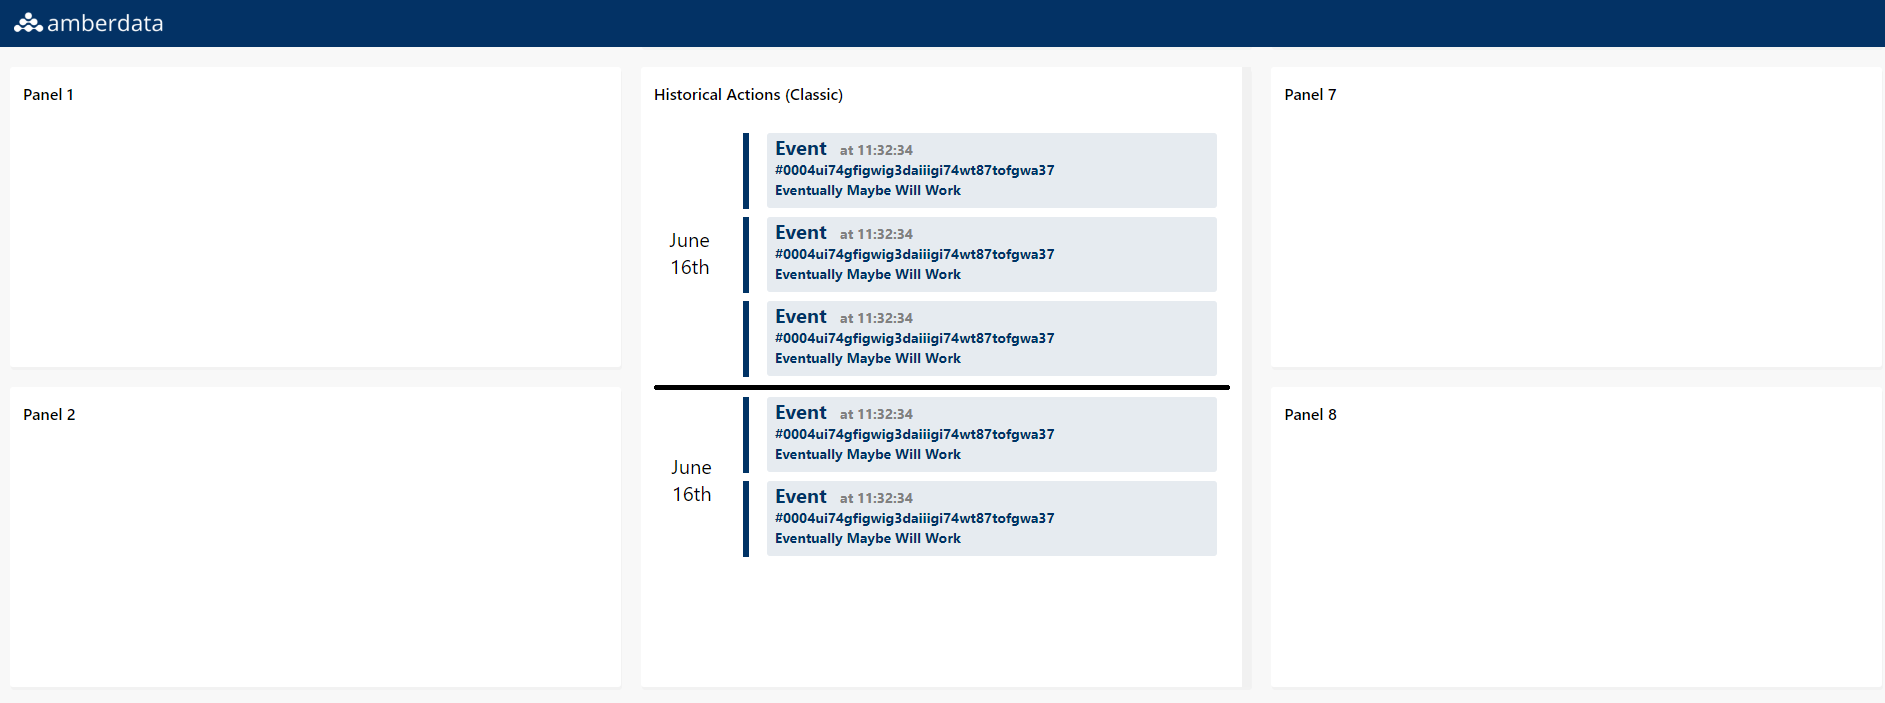 amberdata
Panel 1
Panel 2
Historical Actions (Classic)
June
16th
Event at 11:32:34
#0004ui74gfigwig3daiiigi74wt87tofgwa37
Eventually Maybe Will Work
Event at 11:32:34
#0004ui74gfigwig3daiiigi74wt87tofgwa37
Eventually Maybe Will Work
Event at 11:32:34
#0004ui74gfigwig3daiiigi74wt87tofgwa37
Eventually Maybe Will Work
June
16th
Event at 11:32:34
#0004ui74gfigwig3daiiigi74wt87tofgwa37
Eventually Maybe Will Work
Event at 11:32:34
#0004ui74gfigwig3daiiigi74wt87tofgwa37
Eventually Maybe Will Work
Panel 7
Panel 8